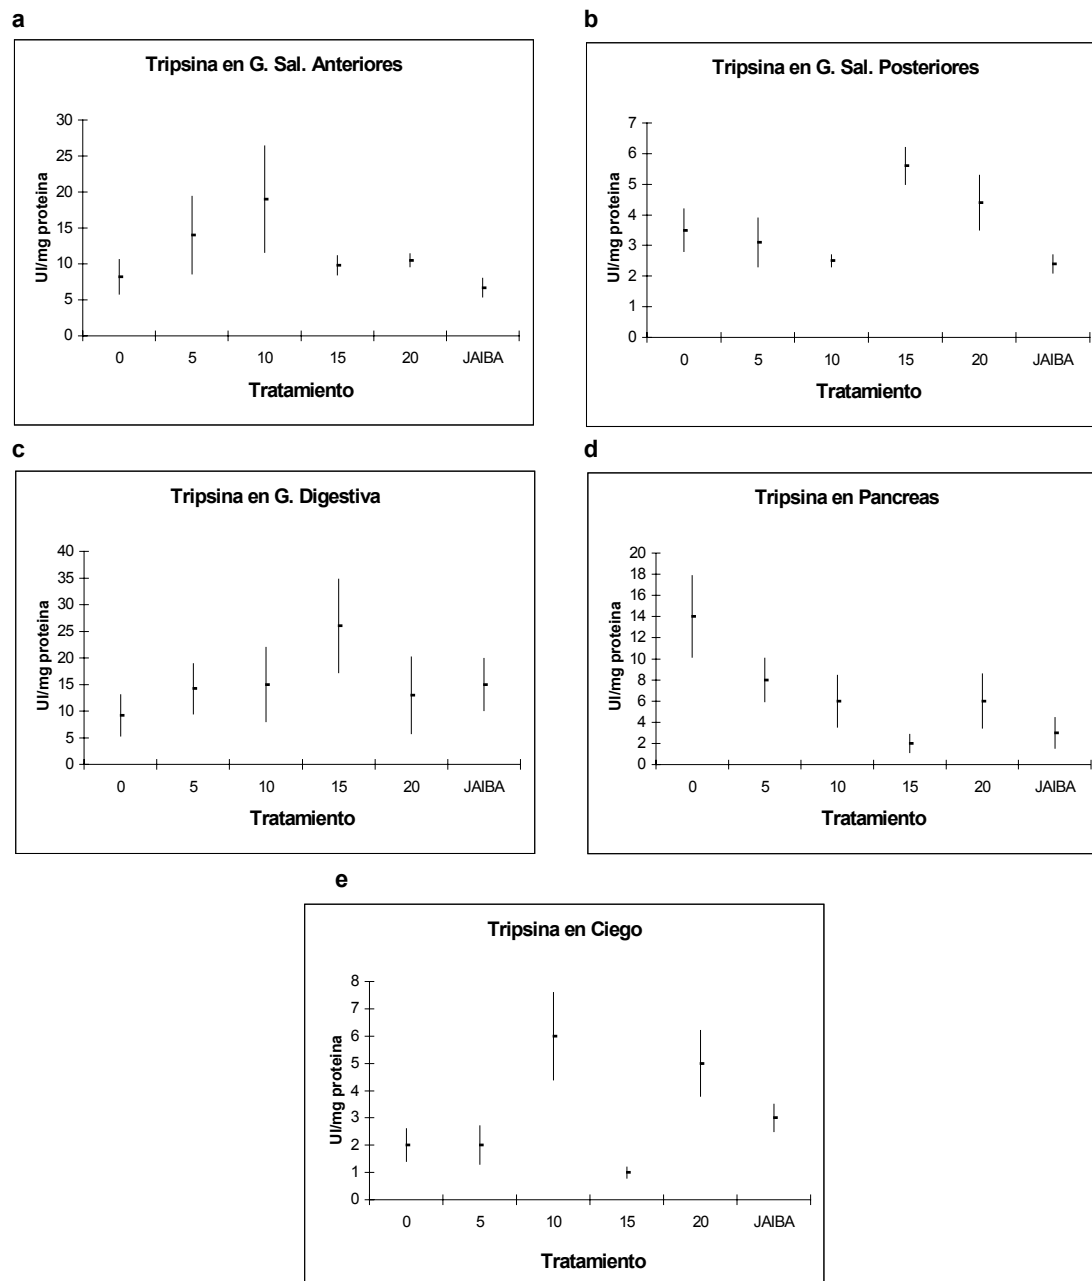 a
Tripsina en G. Sal. Anteriores
UI/mg proteina
30
25
20
15
10
5
0
0 5 10 15 20 JAIBA
Tratamiento
b
Tripsina en G. Sal. Posteriores
UI/mg proteina
7
6
5
4
3
2
1
0
0 5 10 15 20 JAIBA
Tratamiento
c
Tripsina en G. Digestiva
UI/mg proteina
40
35
30
25
20
15
10
5
0
0 5 10 15 20 JAIBA
Tratamiento
d
Tripsina en Pancreas
UI/mg proteina
20
18
16
14
12
10
8
6
4
2
0
0 5 10 15 20 JAIBA
Tratamiento
e
Tripsina en Ciego
UI/mg proteina
8
7
6
5
4
3
2
1
0
0 5 10 15 20 JAIBA
Tratamiento